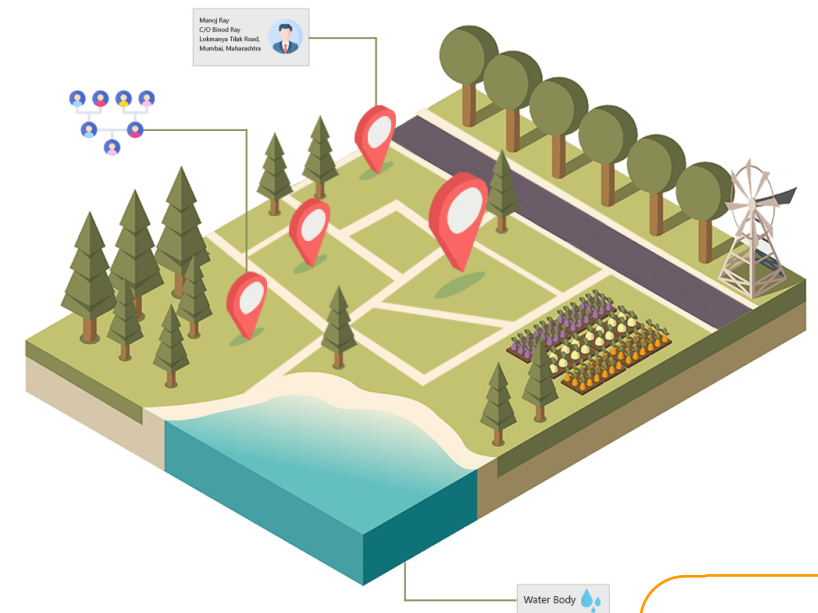 Manoj Ray
C/O Binod Ray
Lokmanya Tilak Road,
Mumbai, Maharashtra
Water Body